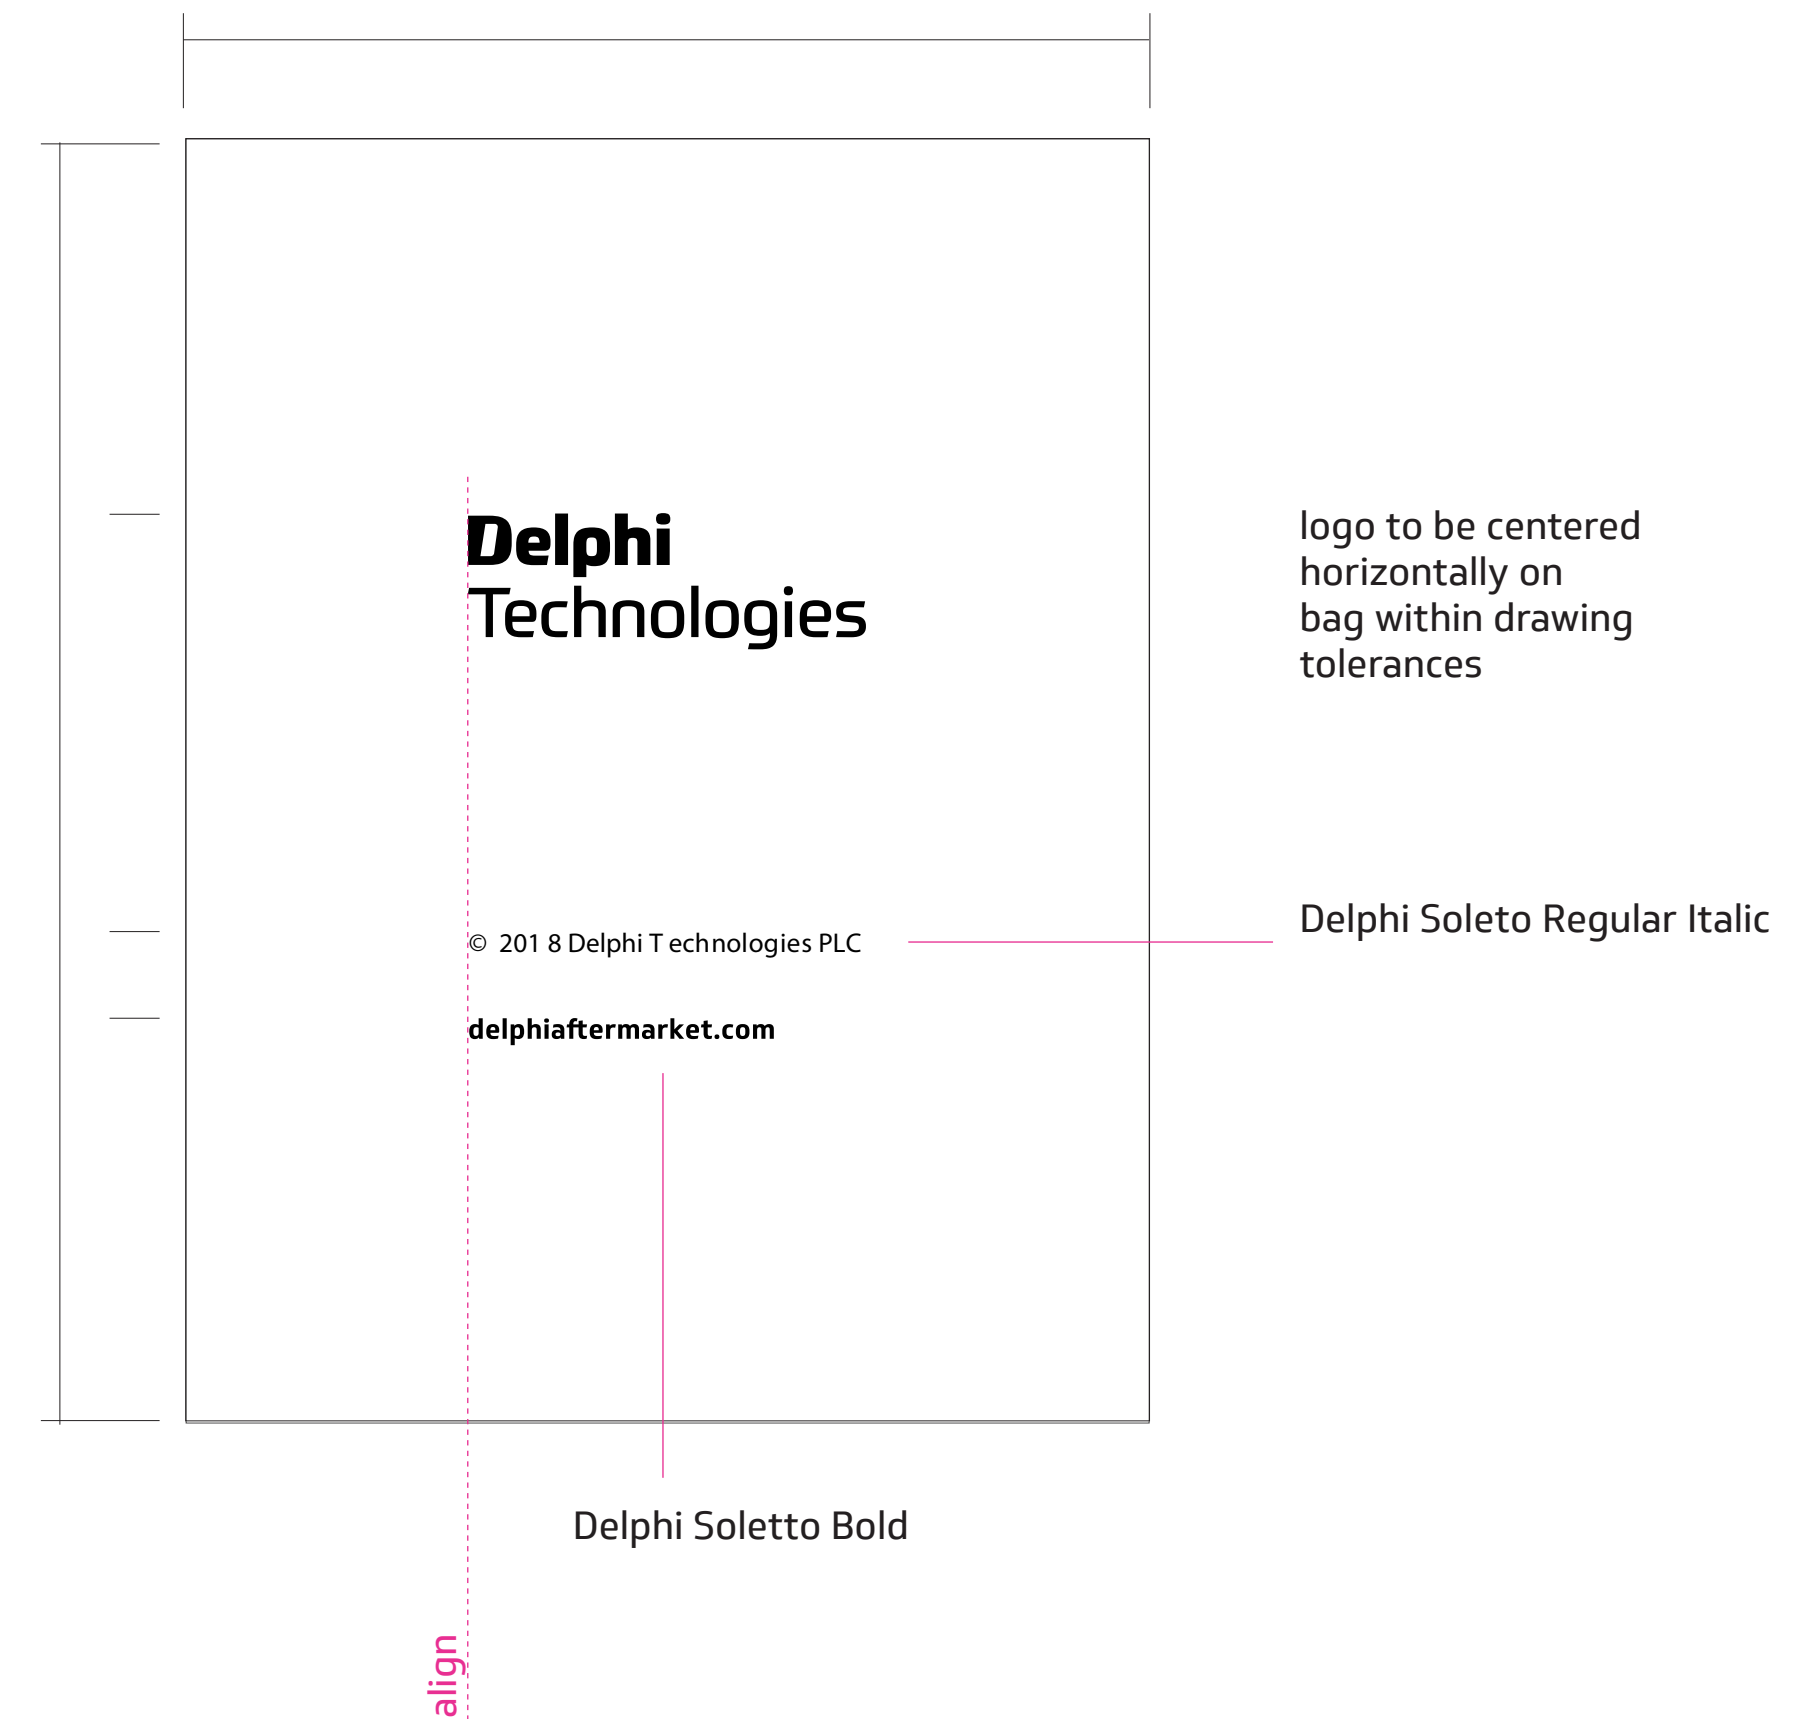 Delphi
Technologies
logo to be centered
horizontally on
bag within drawing
tolerances
© 201 8 Delphi T echnologies PLC
Delphi Soleto Regular Italic
delphiaftermarket.com
Delphi Soletto Bold
align